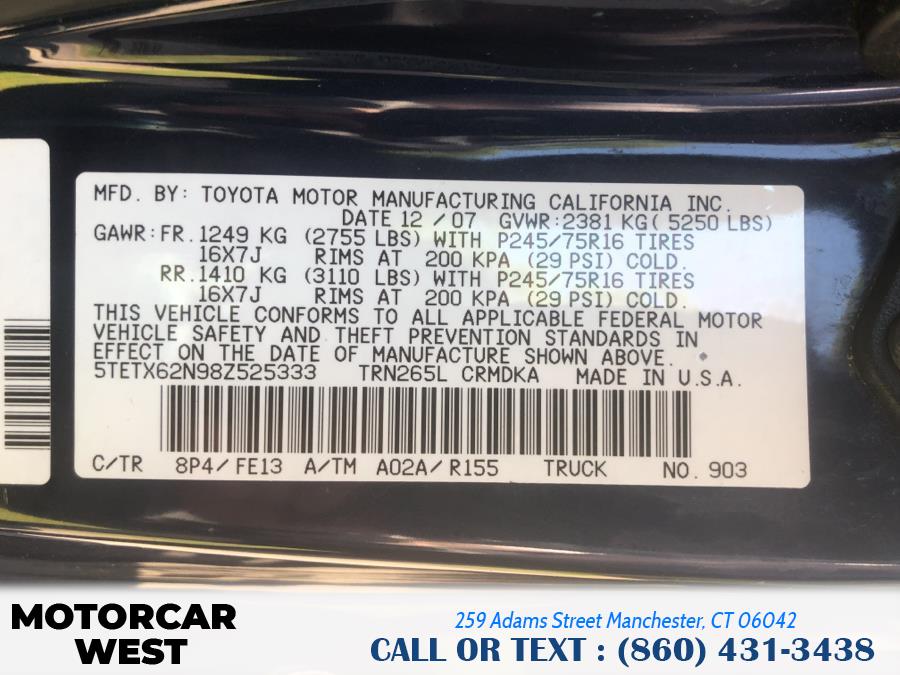 MFD. BY: TOYOTA MOTOR MANUFACTURING CALIFORNIA INC.
DATE 12 / 07 GVWR:2381 KG( 5250 LBS)
GAWR:FR. 1249 KG (2755 LBS) WITH P245/75R16 TIRES
16X7J RIMS AT 200 KPA (29 PSI) COLD.
RR. 1410 KG (3110 LBS) WITH P245/75R16 TIRES
16X7J RIMS AT 200 KPA (29 PSI) COLD.
THIS VEHICLE CONFORMS TO ALL APPLICABLE FEDERAL MOTOR
VEHICLE SAFETY AND THEFT PREVENTION STANDARDS IN
EFFECT ON THE DATE OF MANUFACTURE SHOWN ABOVE.
5TETX62N98Z525333 TRN265L CRMDKA MADE IN U.S.A.
C/TR 8P4/ FE13 A/TM A02A/ R155 TRUCK NO. 903
MOTORCAR
WEST
259 Adams Street Manchester, CT 06042
CALL OR TEXT : (860) 431-3438